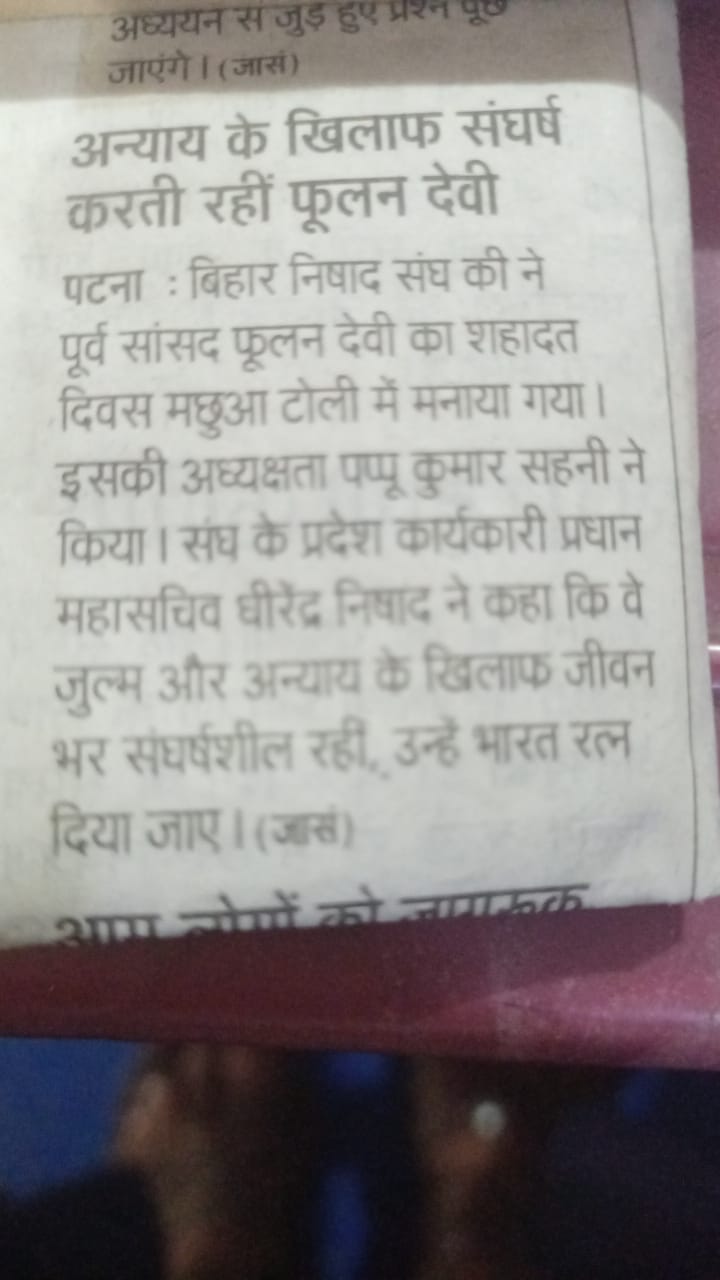 अध्ययन से जुड़े हुए प्रश्न पूछे
जाएंगे। (जासं)
अन्याय के खिलाफ संघर्ष
करती रहीं फूलन देवी
पटना : बिहार निषाद संघ की ने
पूर्व सांसद फूलन देवी का शहादत
दिवस मछुआ टोली में मनाया गया।
इसकी अध्यक्षता पप्पू कुमार सहनी ने
किया। संघ के प्रदेश कार्यकारी प्रधान
महासचिव धीरेंद्र निषाद ने कहा कि वे
जुल्म और अन्याय के खिलाफ जीवन
भर संघर्षशील रहीं, उन्हें भारत रत्न
दिया जाए। (जासं)
आम लोगों को जागरूक